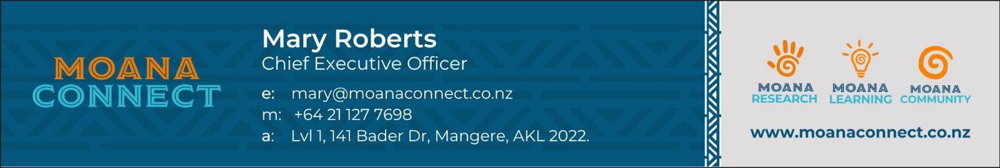 MOANA
CONNECT
Mary Roberts
Chief Executive Officer
e: mary@moanaconnect.co.nz
m: +64 21 127 7698
a: Lvl 1, 141 Bader Dr, Mangere, AKL 2022.
MOANA
RESEARCH
MOANA
LEARNING
MOANA
COMMUNITY
www.moanaconnect.co.nz